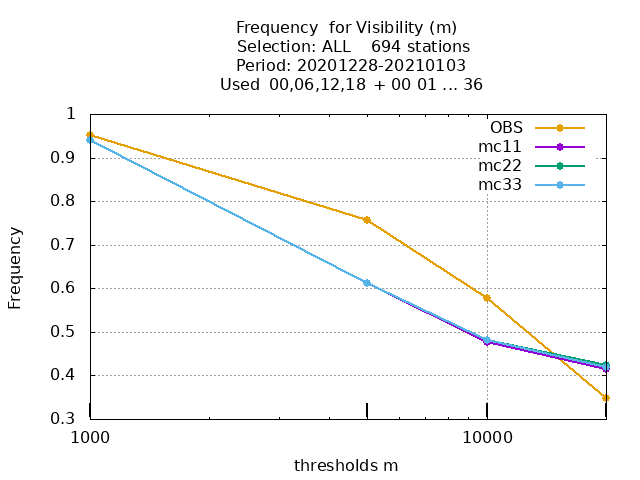 Frequency  for Visibility (m)
Selection: ALL    694 stations
Period: 20201228-20210103
Used  00,06,12,18  + 00 01 ... 36
OBS
mc11
mc22
mc33
1
0.9
0.8
0.7
0.6
0.5
0.4
0.3
Frequency
1000
10000
thresholds m